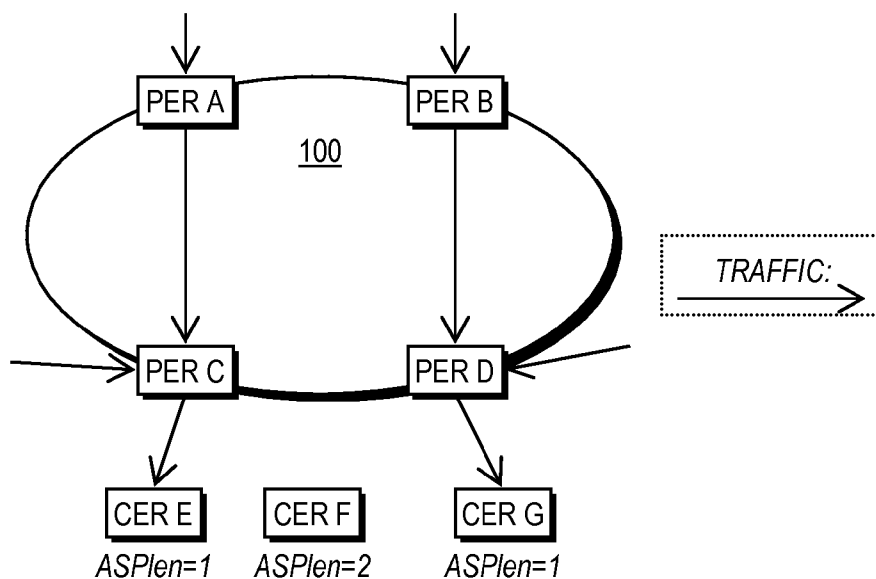 PER A
PER B
100
TRAFFIC:
PER C
PER D
CER E
CER F
CER G
ASPlen=1
ASPlen=2
ASPlen=1